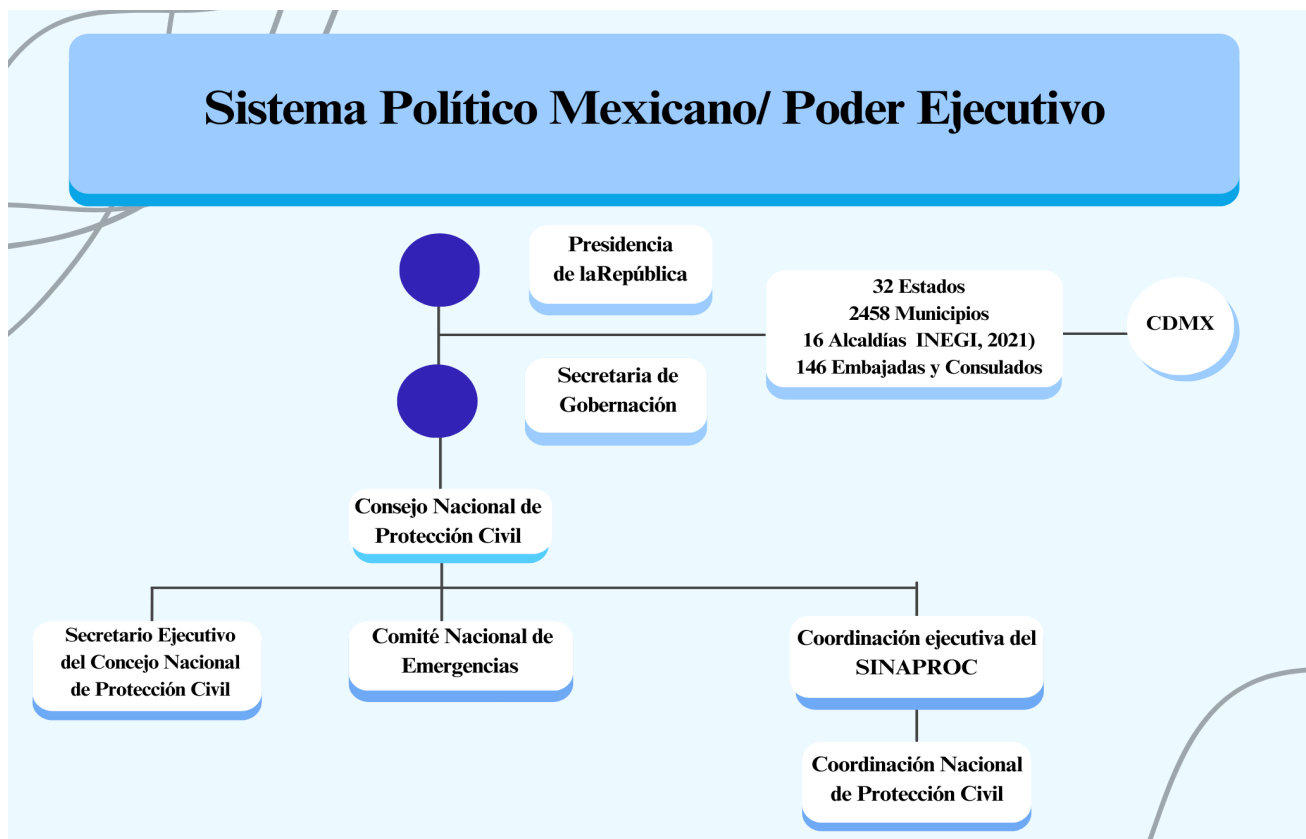 Sistema Político Mexicano/ Poder Ejecutivo
Presidencia
de laRepública
32 Estados
2458 Municipios
16 Alcaldías  INEGI, 2021)
146 Embajadas y Consulados
CDMX
Secretaria de
Gobernación
Consejo Nacional de
Protección Civil
Secretario Ejecutivo
del Concejo Nacional
de Protección Civil
Comité Nacional de
Emergencias
Coordinación ejecutiva del
SINAPROC
Coordinación Nacional
de Protección Civil